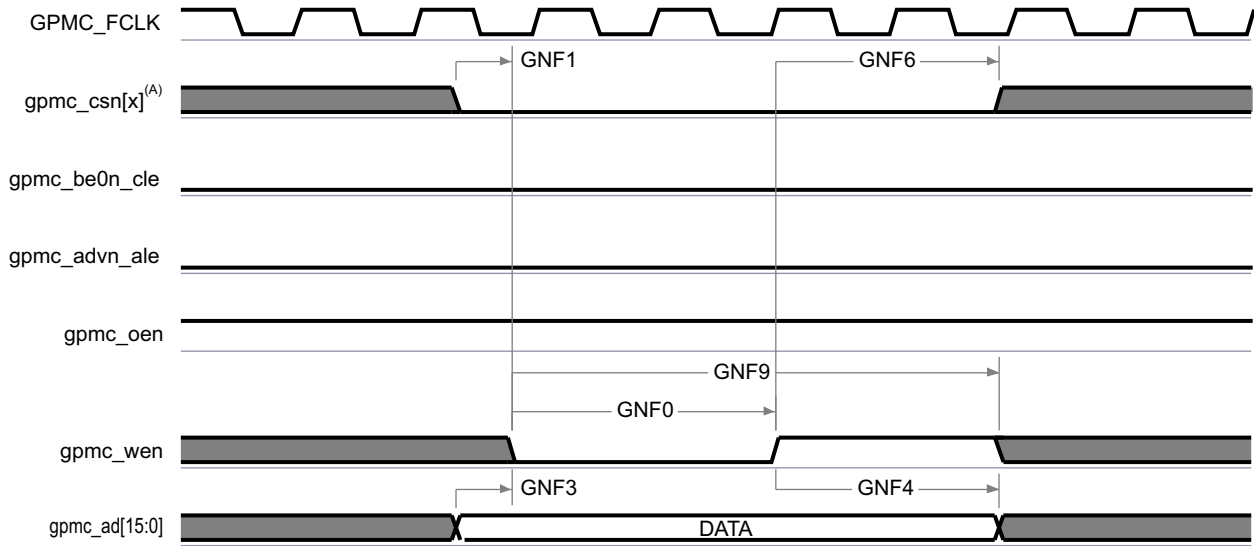 GPMC_FCLK
GNF1
GNF6
gpmc_csn[x](A)
gpmc_be0n_cle
gpmc_advn_ale
gpmc_oen
GNF9
GNF0
gpmc_wen
GNF3
GNF4
gpmc_ad[15:0]
DATA